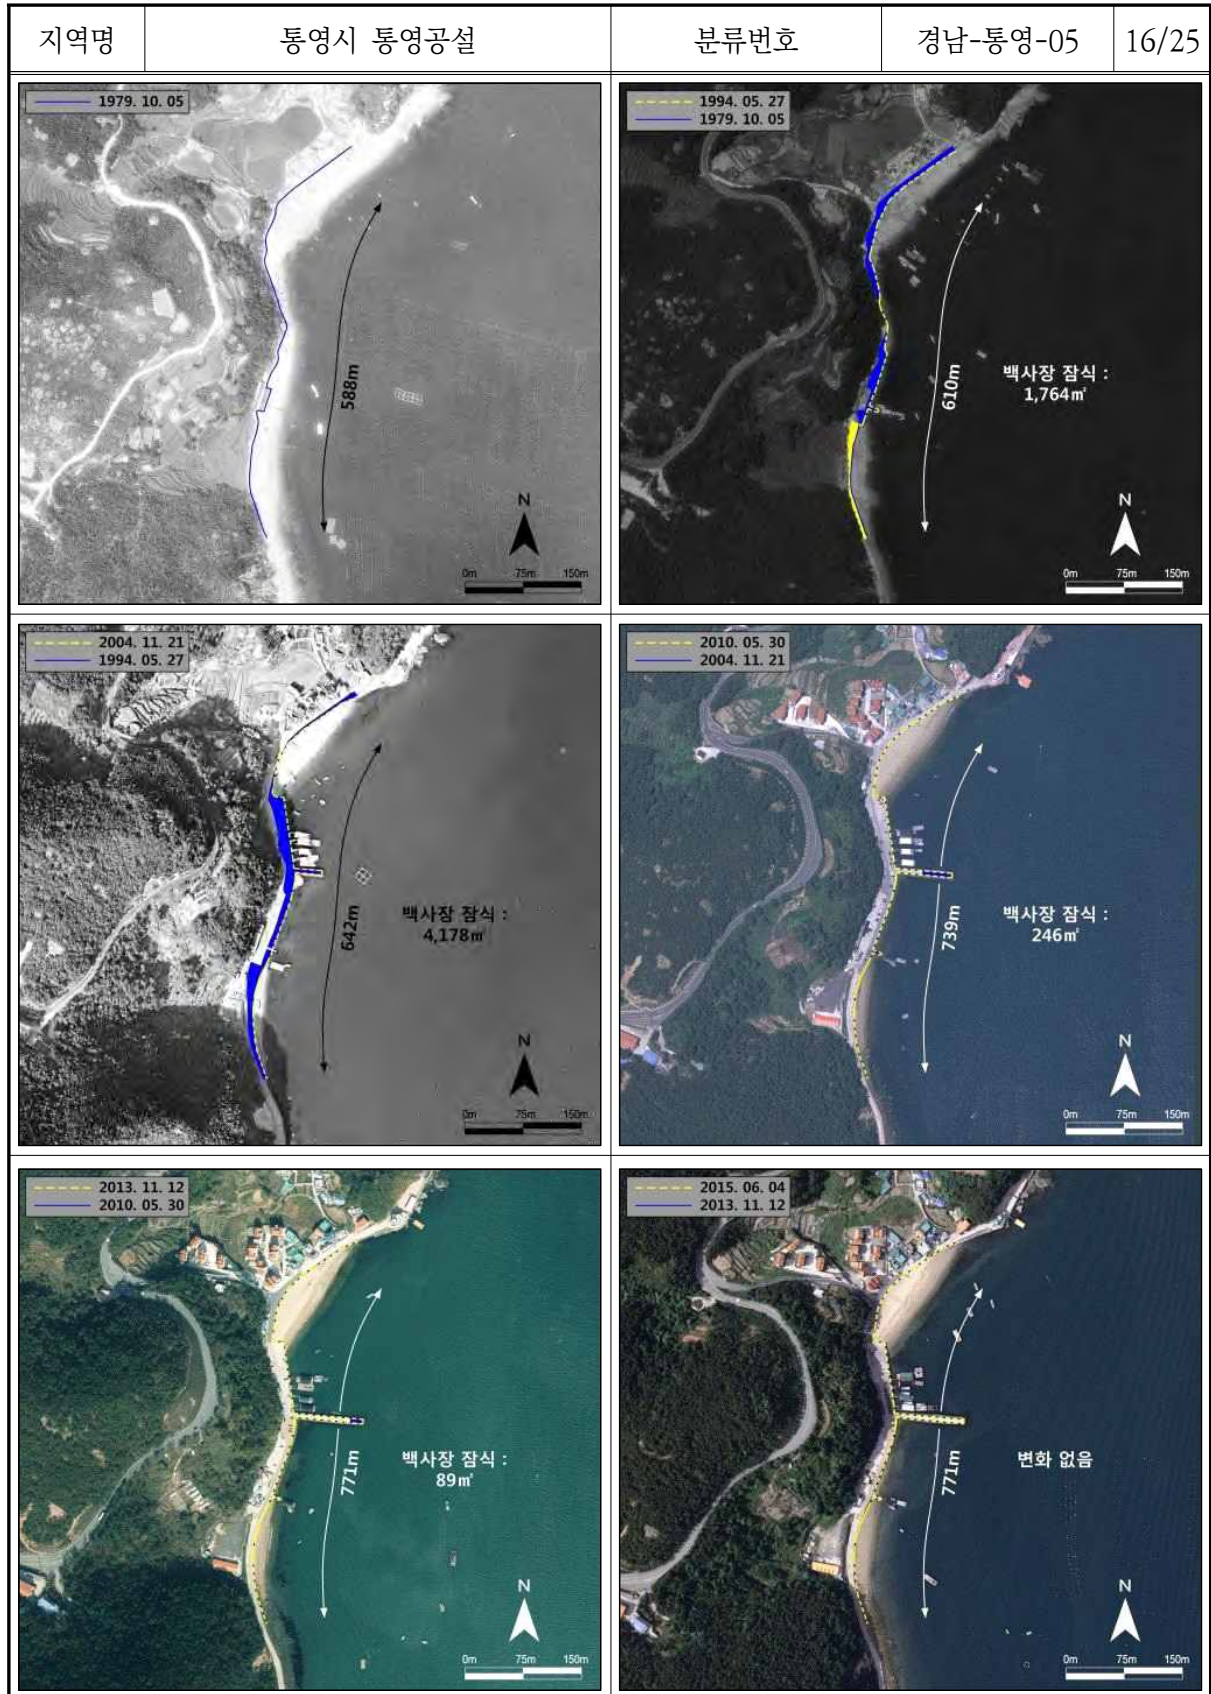 지역명 통영시 통영공설 분류번호 경남-통영-05 16/25
1979. 10. 05
588m
N
0m 75m 150m
1994. 05. 27
1979. 10. 05
백사장 잠식 :
1,764㎡
610m
N
0m 75m 150m
2004. 11. 21
1994. 05. 27
백사장 잠식 :
4,178㎡
642m
N
0m 75m 150m
2010. 05. 30
2004. 11. 21
백사장 잠식 :
246㎡
739m
N
0m 75m 150m
2013. 11. 12
2010. 05. 30
백사장 잠식 :
89㎡
771m
N
0m 75m 150m
2015. 06. 04
2013. 11. 12
변화 없음
771m
N
0m 75m 150m